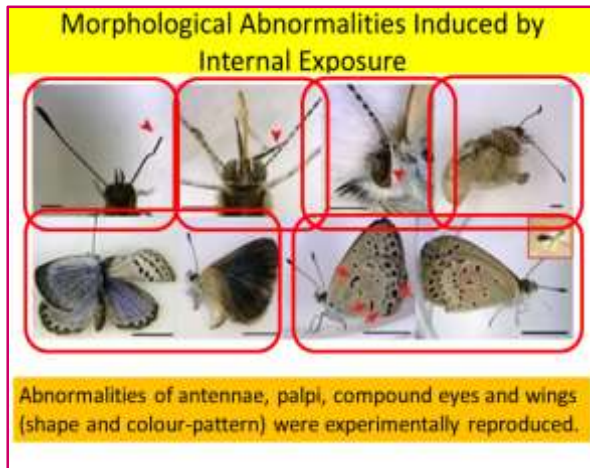 Morphological Abnormalities Induced by
Internal Exposure
Abnormalities of antennae, palpi, compound eyes and wings
(shape and colour-pattern) were experimentally reproduced.